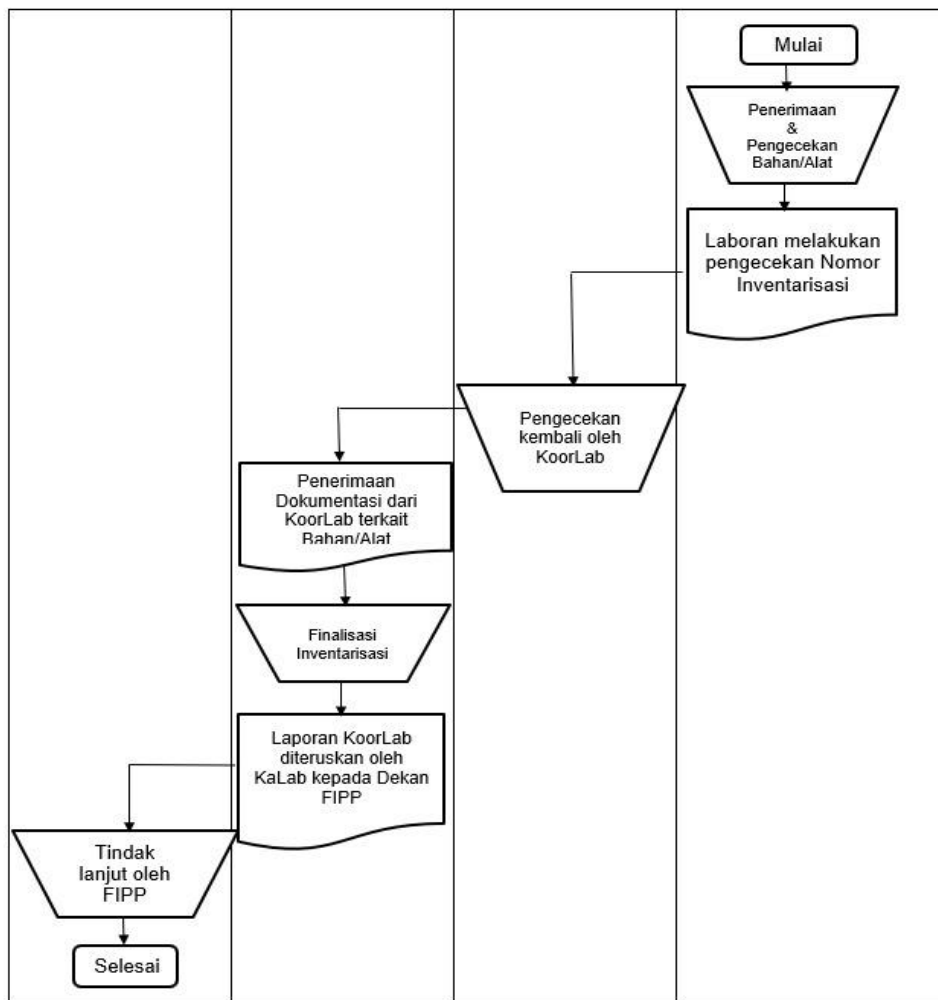 Mulai
Penerimaan
&
Pengecekan
Bahan/Alat
Laboran melakukan
pengecekan Nomor
Inventarisasi
Pengecekan
kembali oleh
KoorLab
Penerimaan
Dokumentasi dari
KoorLab terkait
Bahan/Alat
Finalisasi
Inventarisasi
Laporan KoorLab
diteruskan oleh
KaLab kepada Dekan
FIPP
Tindak
lanjut oleh
FIPP
Selesai